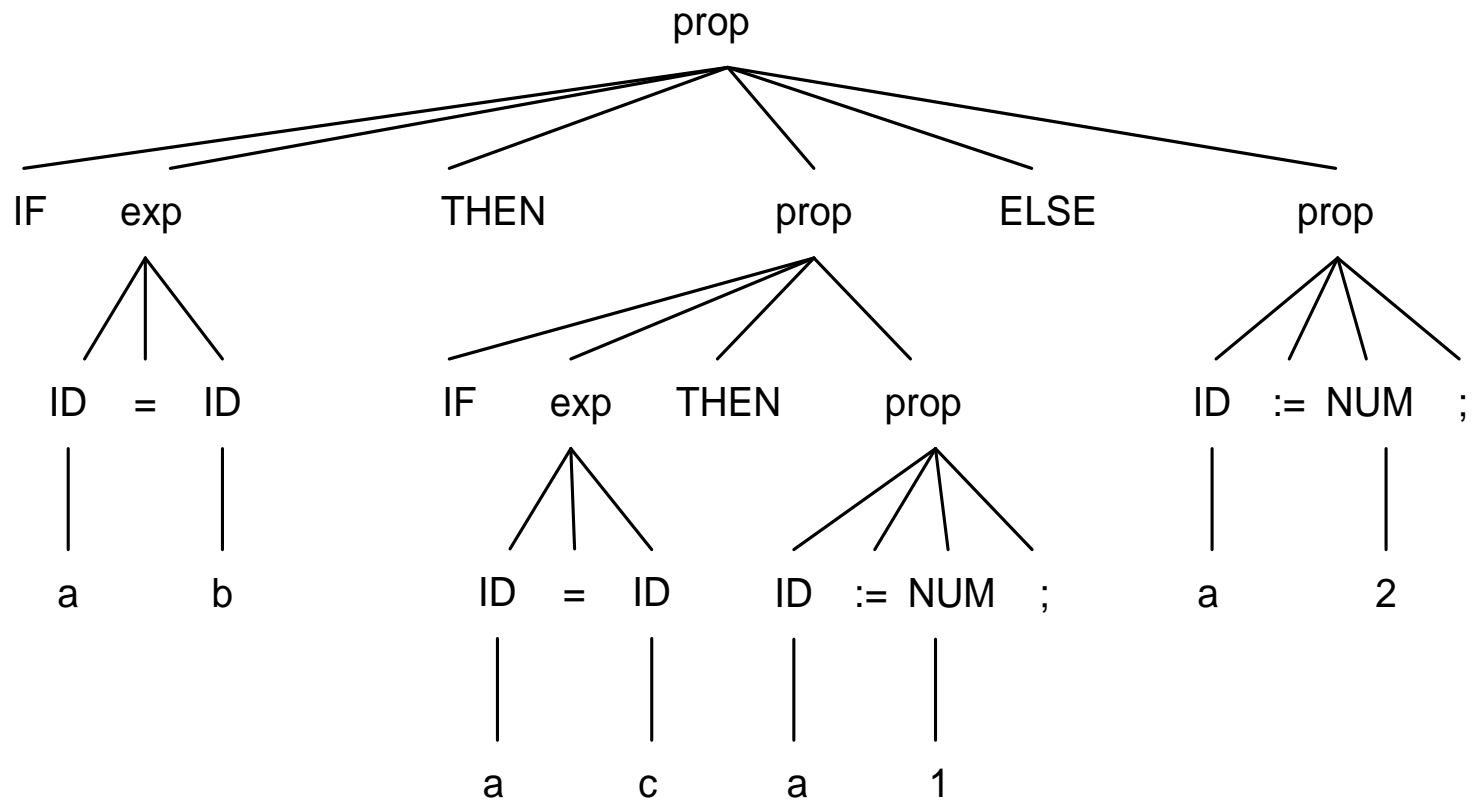 prop
IF exp THEN prop ELSE prop
ID = ID IF exp THEN prop ID := NUM ;
a b ID = ID ID := NUM ; a 2
a c a 1